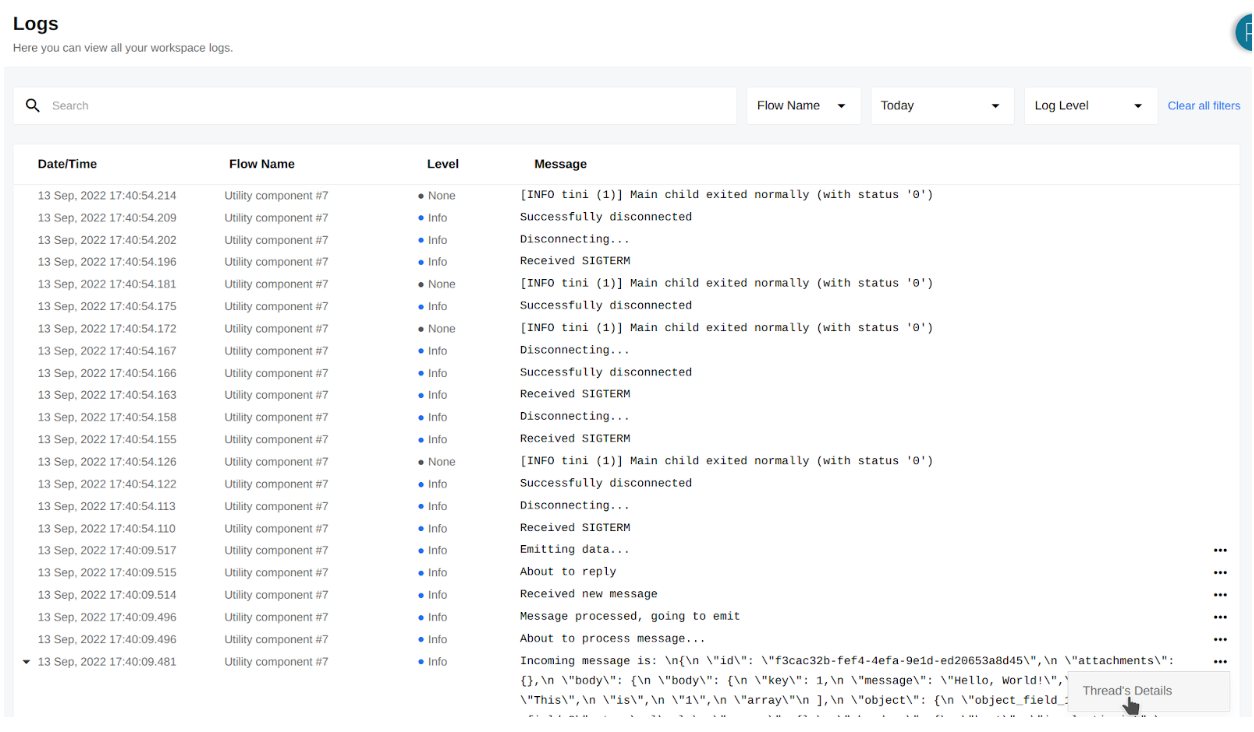 Logs
Here you can view all your workspace logs.
Search Flow Name Today Log Level Clear all filters
Date/Time Flow Name Level Message
13 Sep, 2022 17:40:54.214 Utility component #7 None [INFO tini (1)] Main child exited normally (with status '0')
13 Sep, 2022 17:40:54.209 Utility component #7 Info Successfully disconnected
13 Sep, 2022 17:40:54.202 Utility component #7 Info Disconnecting...
13 Sep, 2022 17:40:54.196 Utility component #7 Info Received SIGTERM
13 Sep, 2022 17:40:54.181 Utility component #7 None [INFO tini (1)] Main child exited normally (with status '0')
13 Sep, 2022 17:40:54.175 Utility component #7 Info Successfully disconnected
13 Sep, 2022 17:40:54.172 Utility component #7 None [INFO tini (1)] Main child exited normally (with status '0')
13 Sep, 2022 17:40:54.167 Utility component #7 Info Disconnecting...
13 Sep, 2022 17:40:54.166 Utility component #7 Info Successfully disconnected
13 Sep, 2022 17:40:54.163 Utility component #7 Info Received SIGTERM
13 Sep, 2022 17:40:54.158 Utility component #7 Info Disconnecting...
13 Sep, 2022 17:40:54.155 Utility component #7 Info Received SIGTERM
13 Sep, 2022 17:40:54.126 Utility component #7 None [INFO tini (1)] Main child exited normally (with status '0')
13 Sep, 2022 17:40:54.122 Utility component #7 Info Successfully disconnected
13 Sep, 2022 17:40:54.113 Utility component #7 Info Disconnecting...
13 Sep, 2022 17:40:54.110 Utility component #7 Info Received SIGTERM
13 Sep, 2022 17:40:09.517 Utility component #7 Info Emitting data...
13 Sep, 2022 17:40:09.515 Utility component #7 Info About to reply
13 Sep, 2022 17:40:09.514 Utility component #7 Info Received new message
13 Sep, 2022 17:40:09.496 Utility component #7 Info Message processed, going to emit
13 Sep, 2022 17:40:09.496 Utility component #7 Info About to process message...
13 Sep, 2022 17:40:09.481 Utility component #7 Info Incoming message is: \n{\n \"id\": \"f3cac32b-fef4-4efa-9e1d-ed20653a8d45\",\n \"attachments\":
{},\n \"body\": {\n \"body\": {\n \"key\": 1,\n \"message\": \"Hello, World!\",
Thread's Details
\"This\",\n \"is\",\n \"1\",\n \"array\"\n ],\n \"object\": {\n \"object_field_